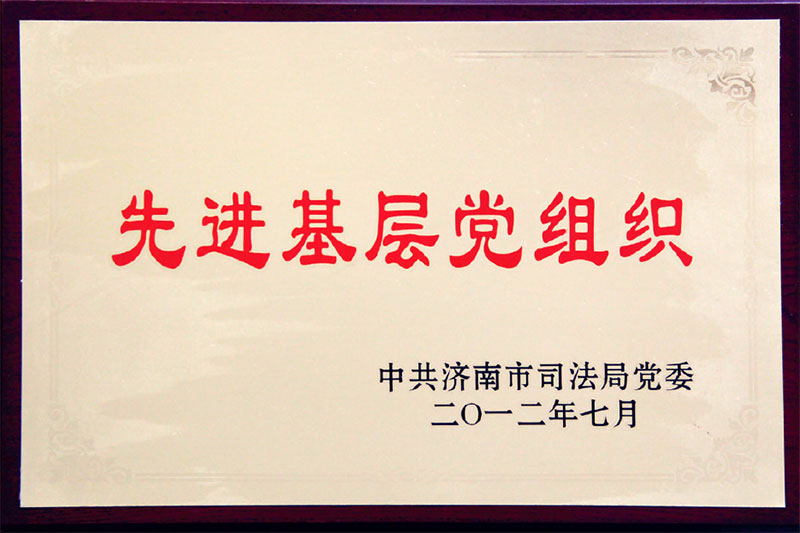 先进基层党组织
中共济南市司法局党委
二〇一二年七月